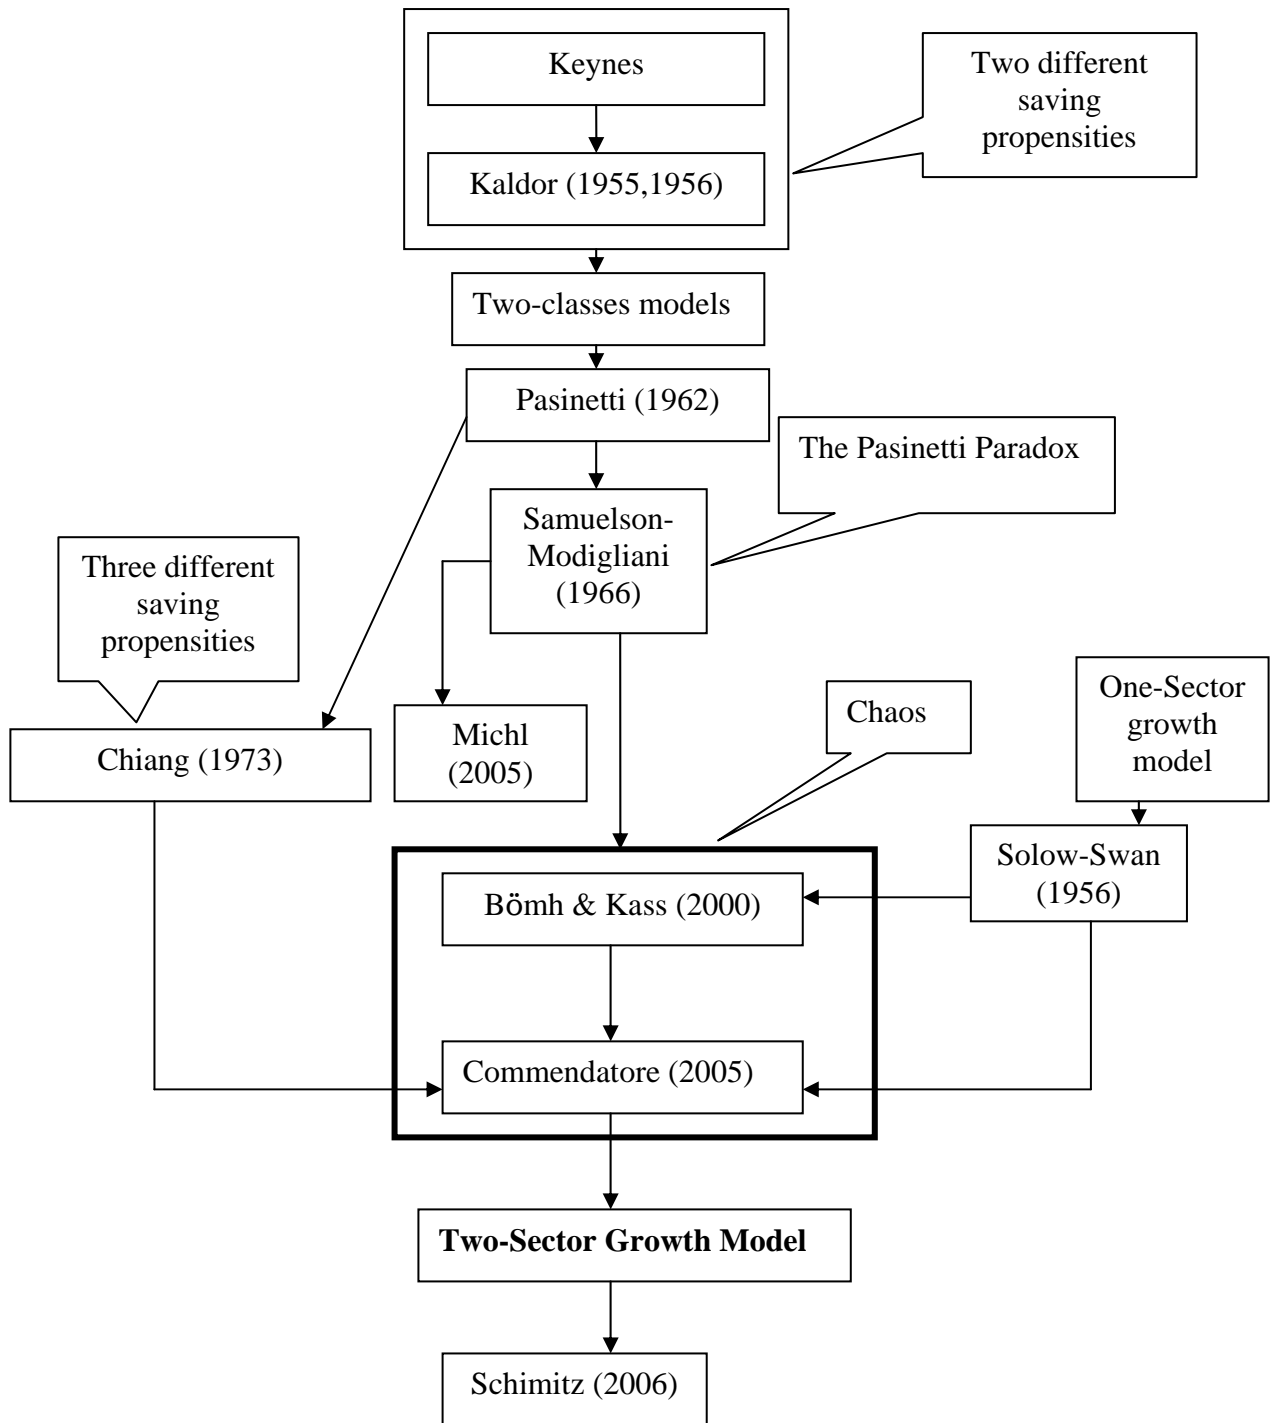 Keynes
Two different
saving
propensities
Kaldor (1955,1956)
Two-classes models
Pasinetti (1962)
The Pasinetti Paradox
Samuelson-
Modigliani
(1966)
Three different
saving
propensities
One-Sector
growth
model
Chaos
Michl
(2005)
Chiang (1973)
Solow-Swan
(1956)
Bömh & Kass (2000)
Commendatore (2005)
Two-Sector Growth Model
Schimitz (2006)